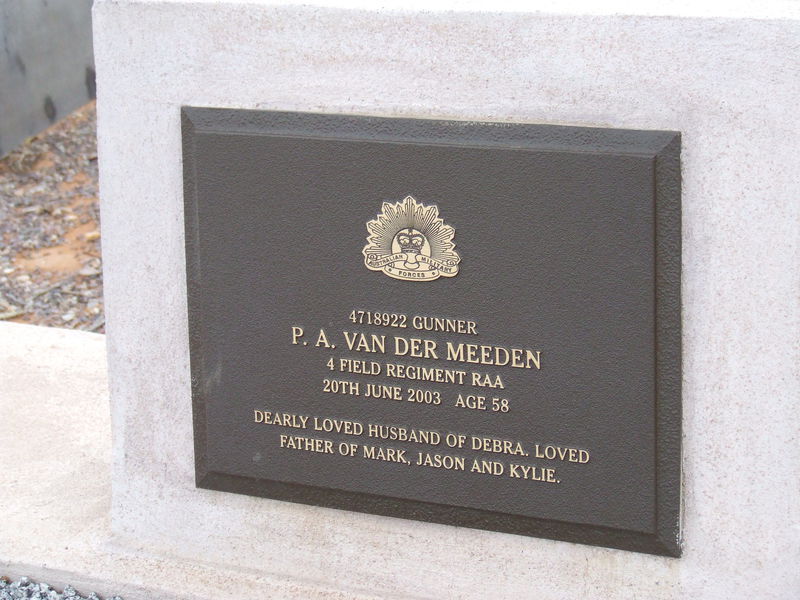 AUSTRALIAN MILITARY
FORCES
4718922 GUNNER
P. A. VAN DER MEEDEN
4 FIELD REGIMENT RAA
20TH JUNE 2003 AGE 58
DEARLY LOVED HUSBAND OF DEBRA. LOVED
FATHER OF MARK, JASON AND KYLIE.